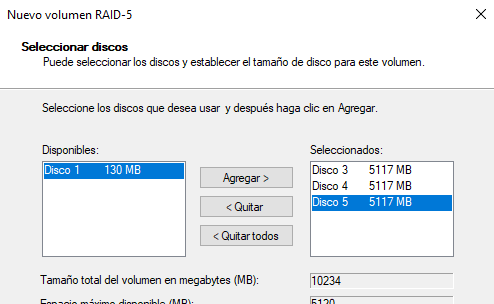 Nuevo volumen RAID-5
Seleccionar discos
Puede seleccionar los discos y establecer el tamaño de disco para este volumen.
Seleccione los discos que desea usar y después haga clic en Agregar.
Disponibles:
Disco 1 130 MB
Agregar >
< Quitar
< Quitar todos
Seleccionados:
Disco 3 5117 MB
Disco 4 5117 MB
Disco 5 5117 MB
Tamaño total del volumen en megabytes (MB): 10234
Espacio máximo disponible (MB): 5120